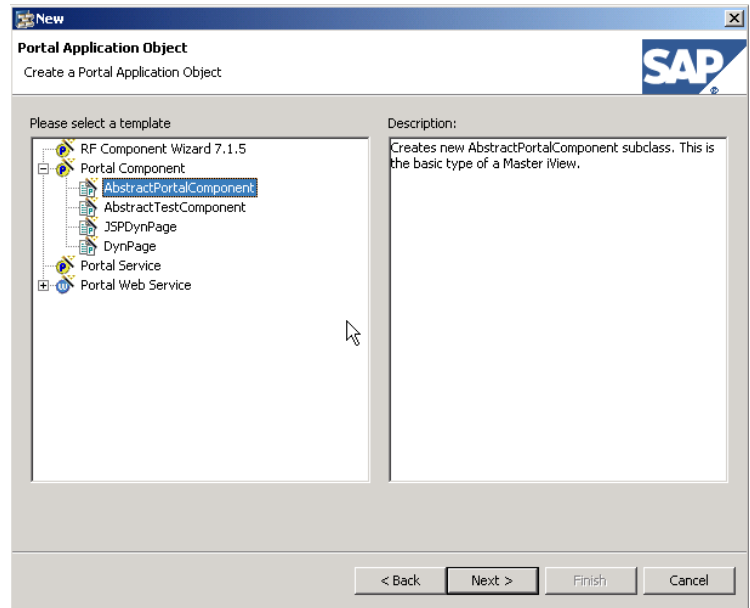 New
Portal Application Object
Create a Portal Application Object
SAP
Please select a template
RF Component Wizard 7.1.5
Portal Component
AbstractPortalComponent
AbstractTestComponent
JSPDynPage
DynPage
Portal Service
Portal Web Service
Description:
Creates new AbstractPortalComponent subclass. This is
the basic type of a Master iView.
< Back
Next >
Finish
Cancel